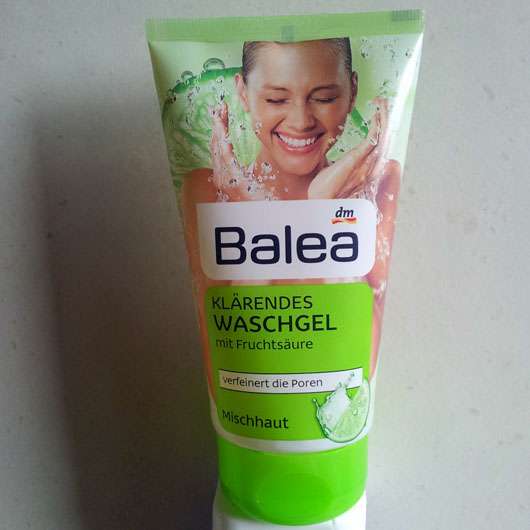 dm
Balea
KLÄRENDES
WASCHGEL
mit Fruchtsäure
verfeinert die Poren
Mischhaut